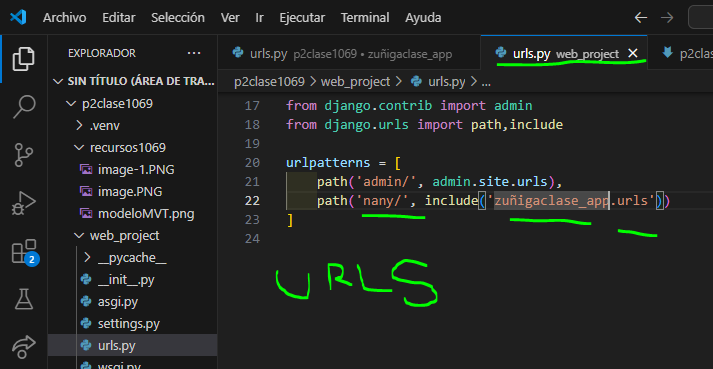 Archivo Editar Selección Ver Ir Ejecutar Terminal Ayuda
EXPLORADOR
urls.py p2clase1069 • zuñigaclase_app
urls.py web_project
p2clas
p2clase1069 > web_project > urls.py > ...
SIN TÍTULO (ÁREA DE TRA...
p2clase1069
.venv
recursos1069
image-1.PNG
image.PNG
modeloMVT.png
web_project
__pycache__
__init__.py
asgi.py
settings.py
urls.py
wsgi.py
2
17 from django.contrib import admin
18 from django.urls import path,include
19
20 urlpatterns = [
21 path('admin/', admin.site.urls),
22 path('nany/', include('zuñigaclase_app.urls'))
23 ]
24
URLS